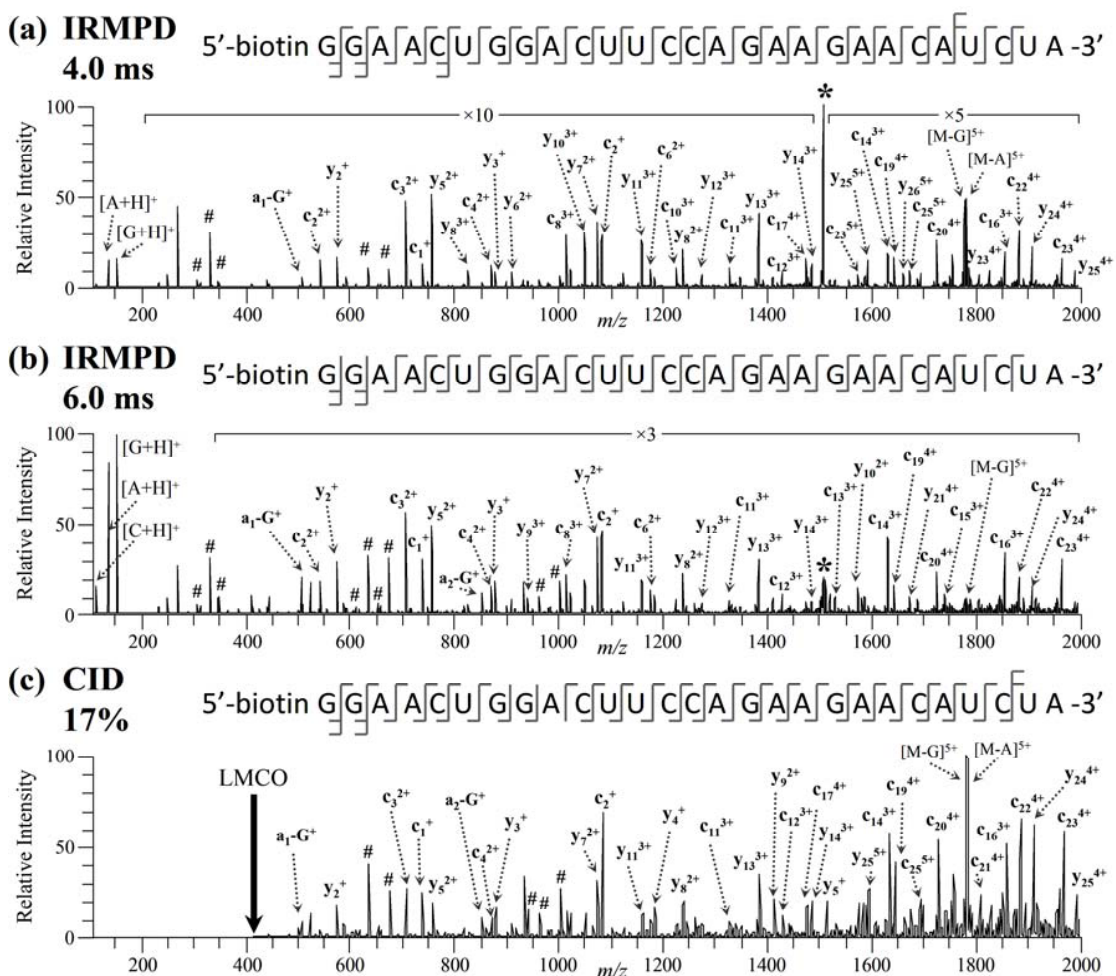 (a) IRMPD
4.0 ms
5'-biotin GGAACUGGACUUCCAGAAGAACAUCUA -3'
Relative Intensity
100
50
0
×10
×5
*
[A+H]⁺
[G+H]⁺
#
#
#
#
#
a₁-G⁺
c₂²⁺
y₂⁺
c₃²⁺
c₁⁺
y₅²⁺
y₈³⁺
c₄²⁺
y₃⁺
y₆²⁺
c₈³⁺
y₁₀³⁺
y₇²⁺
c₂⁺
y₁₁³⁺
c₆²⁺
c₁₀³⁺
y₈²⁺
y₁₂³⁺
c₁₁³⁺
y₁₃³⁺
c₁₂³⁺
c₁₇⁴⁺
y₁₄³⁺
c₂₃⁵⁺
y₂₅⁵⁺
c₁₄³⁺
c₁₉⁴⁺
y₂₆⁵⁺
c₂₅⁵⁺
c₂₀⁴⁺
[M-G]⁵⁺
[M-A]⁵⁺
y₂₃⁴⁺
c₁₆³⁺
c₂₂⁴⁺
y₂₄⁴⁺
c₂₃⁴⁺
y₂₅⁴⁺
200 400 600 800 1000 1200 1400 1600 1800 2000
m/z
(b) IRMPD
6.0 ms
5'-biotin GGAACUGGACUUCCAGAAGAACAUCUA -3'
Relative Intensity
100
50
0
×3
[G+H]⁺
[A+H]⁺
[C+H]⁺
#
#
#
#
#
#
#
#
#
a₁-G⁺
c₂²⁺
y₂⁺
c₃²⁺
c₁⁺
y₅²⁺
a₂-G⁺
c₄²⁺
y₃⁺
y₉³⁺
c₈³⁺
y₇²⁺
c₂⁺
y₁₁³⁺
c₆²⁺
y₈²⁺
y₁₂³⁺
c₁₁³⁺
y₁₃³⁺
c₁₂³⁺
y₁₄³⁺
*
c₁₃³⁺
y₁₀²⁺
c₁₄³⁺
c₁₉⁴⁺
y₂₁⁴⁺
c₂₀⁴⁺
c₁₅³⁺
[M-G]⁵⁺
c₁₆³⁺
c₂₂⁴⁺
y₂₄⁴⁺
c₂₃⁴⁺
200 400 600 800 1000 1200 1400 1600 1800 2000
m/z
(c) CID
17%
5'-biotin GGAACUGGACUUCCAGAAGAACAUCUA -3'
Relative Intensity
100
50
0
LMCO
a₁-G⁺
y₂⁺
#
#
c₃²⁺
c₁⁺
y₅²⁺
a₂-G⁺
c₄²⁺
y₃⁺
#
#
#
y₇²⁺
c₂⁺
y₁₁³⁺
y₄⁺
y₈²⁺
c₁₁³⁺
y₁₃³⁺
y₉²⁺
c₁₂³⁺
c₁₇⁴⁺
y₁₄³⁺
y₅⁺
y₂₅⁵⁺
c₁₄³⁺
c₁₉⁴⁺
c₂₅⁵⁺
c₂₀⁴⁺
[M-G]⁵⁺
[M-A]⁵⁺
c₂₁⁴⁺
c₁₆³⁺
c₂₂⁴⁺
y₂₄⁴⁺
c₂₃⁴⁺
y₂₅⁴⁺
200 400 600 800 1000 1200 1400 1600 1800 2000
m/z